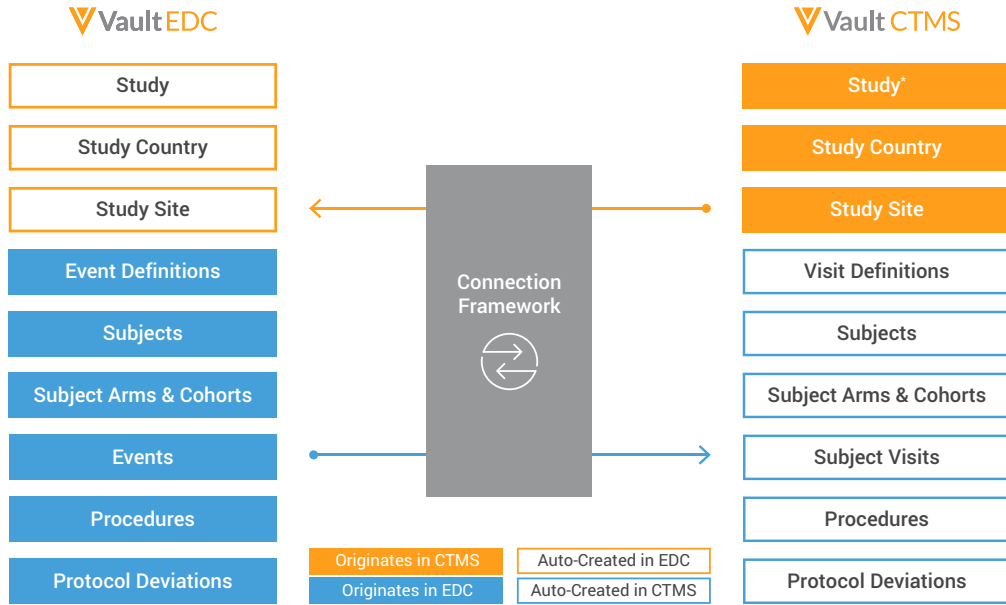 Vault EDC
Vault CTMS
Study
Study*
Study Country
Study Country
Study Site
Study Site
Event Definitions
Visit Definitions
Connection
Framework
Subjects
Subjects
Subject Arms & Cohorts
Subject Arms & Cohorts
Events
Subject Visits
Procedures
Procedures
Originates in CTMS
Auto-Created in EDC
Protocol Deviations
Originates in EDC
Auto-Created in CTMS
Protocol Deviations